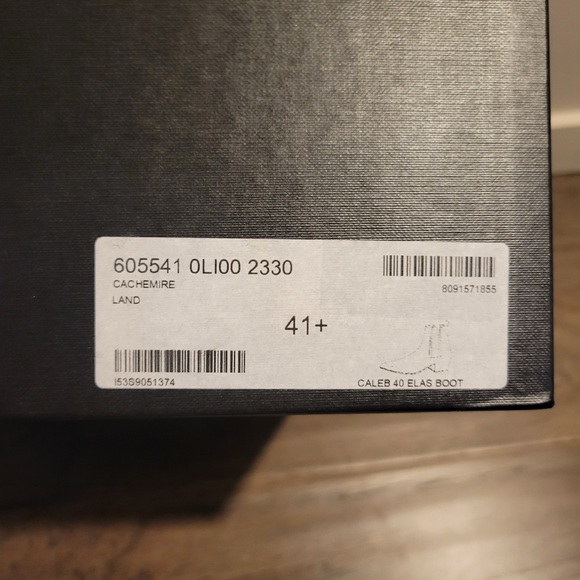 605541 0LI00 2330
CACHEMIRE
LAND
8091571855
41+
I53S9051374
CALEB 40 ELAS BOOT